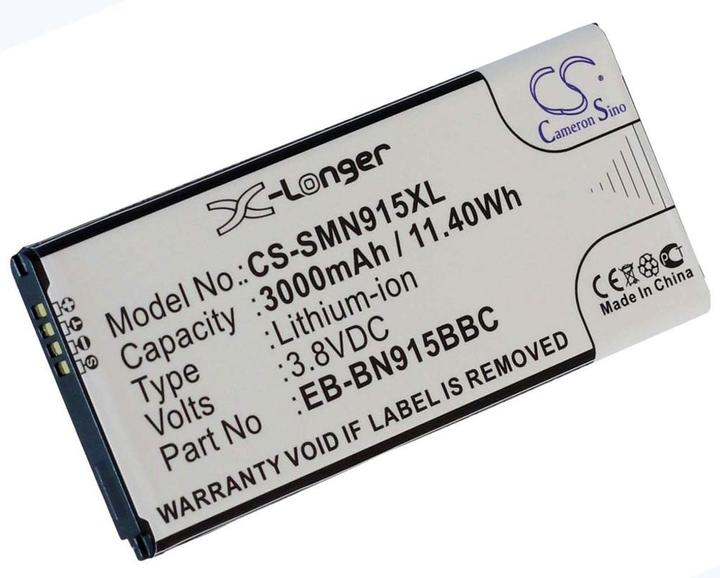 CS
Cameron Sino
X-Longer
Model No.: CS-SMN915XL
Capacity : 3000mAh / 11.40Wh
Type : Lithium-ion
Volts : 3.8VDC
Part No : EB-BN915BBC
WARRANTY VOID IF LABEL REMOVED
CE
Made In China
+
S